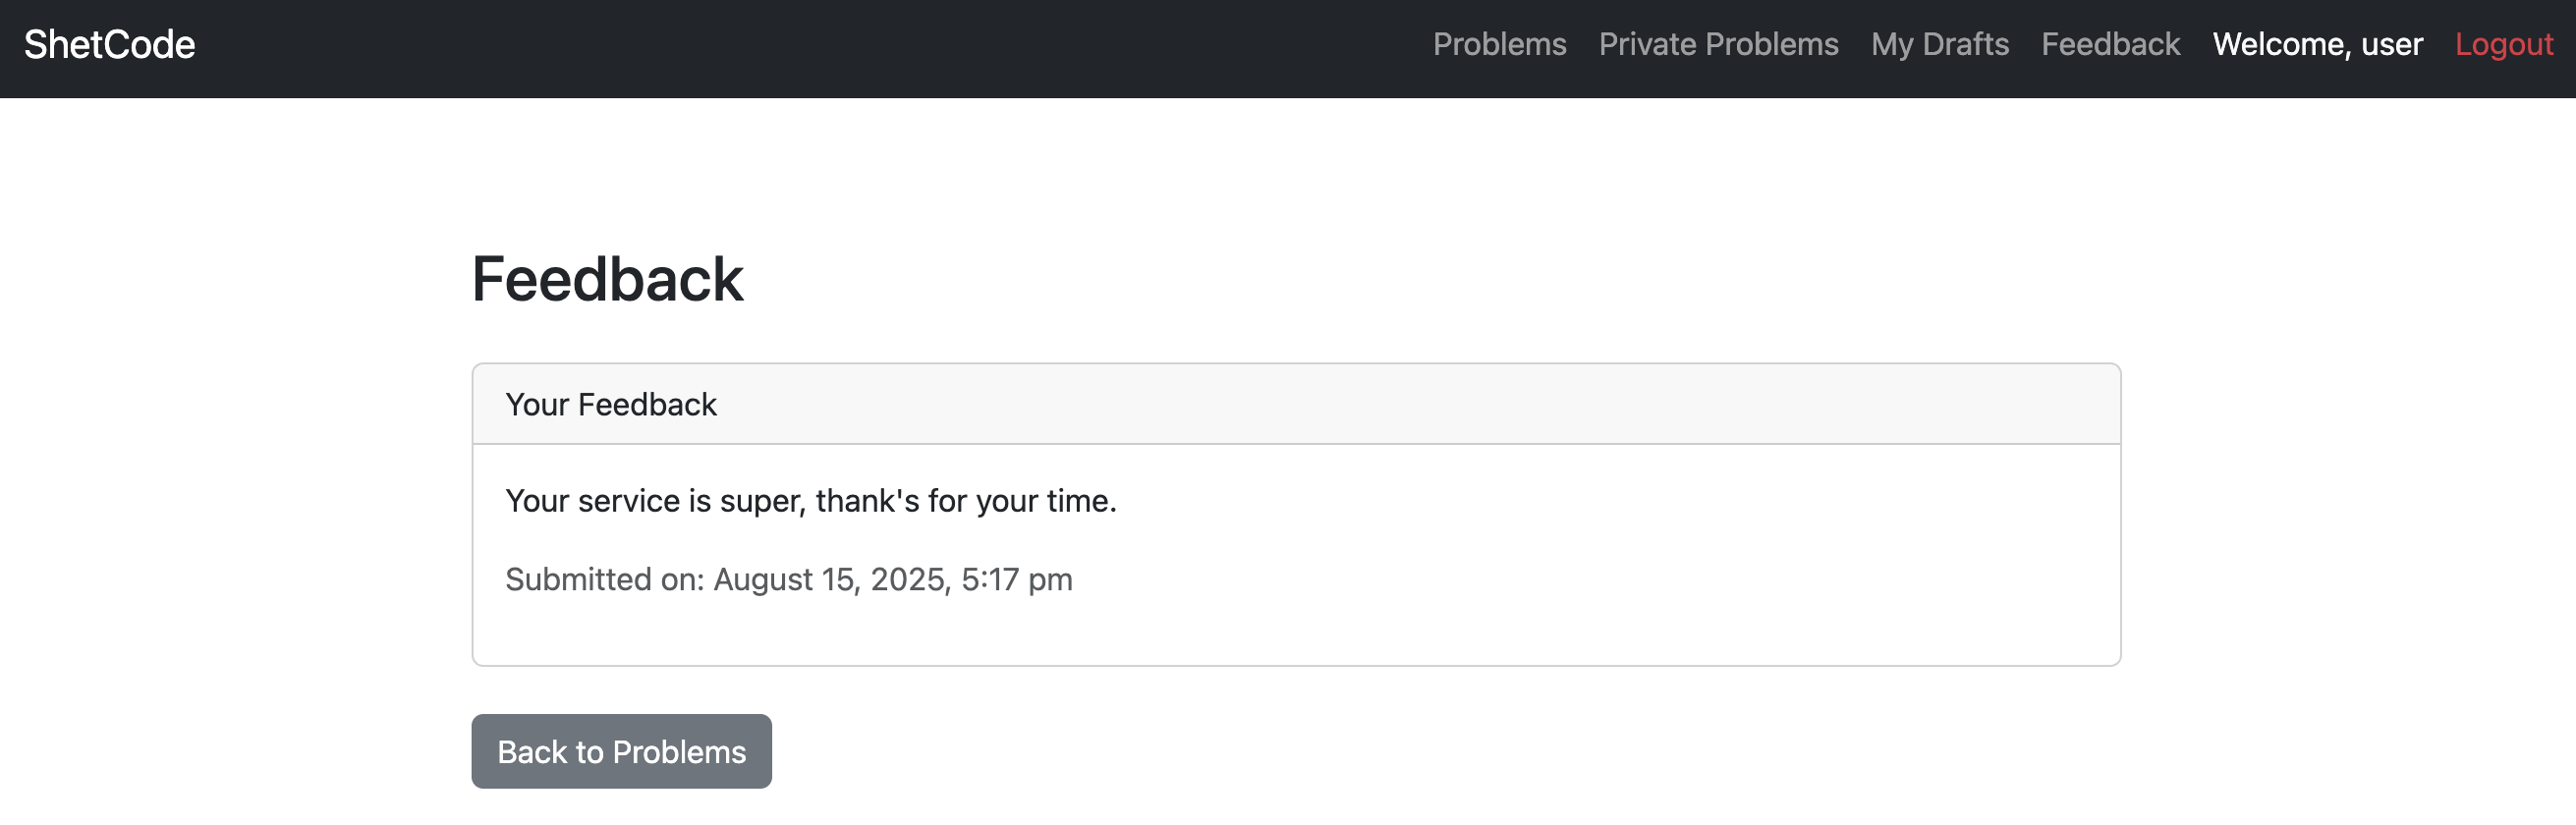 ShetCode
Problems Private Problems My Drafts Feedback Welcome, user Logout
Feedback
Your Feedback
Your service is super, thank's for your time.
Submitted on: August 15, 2025, 5:17 pm
Back to Problems